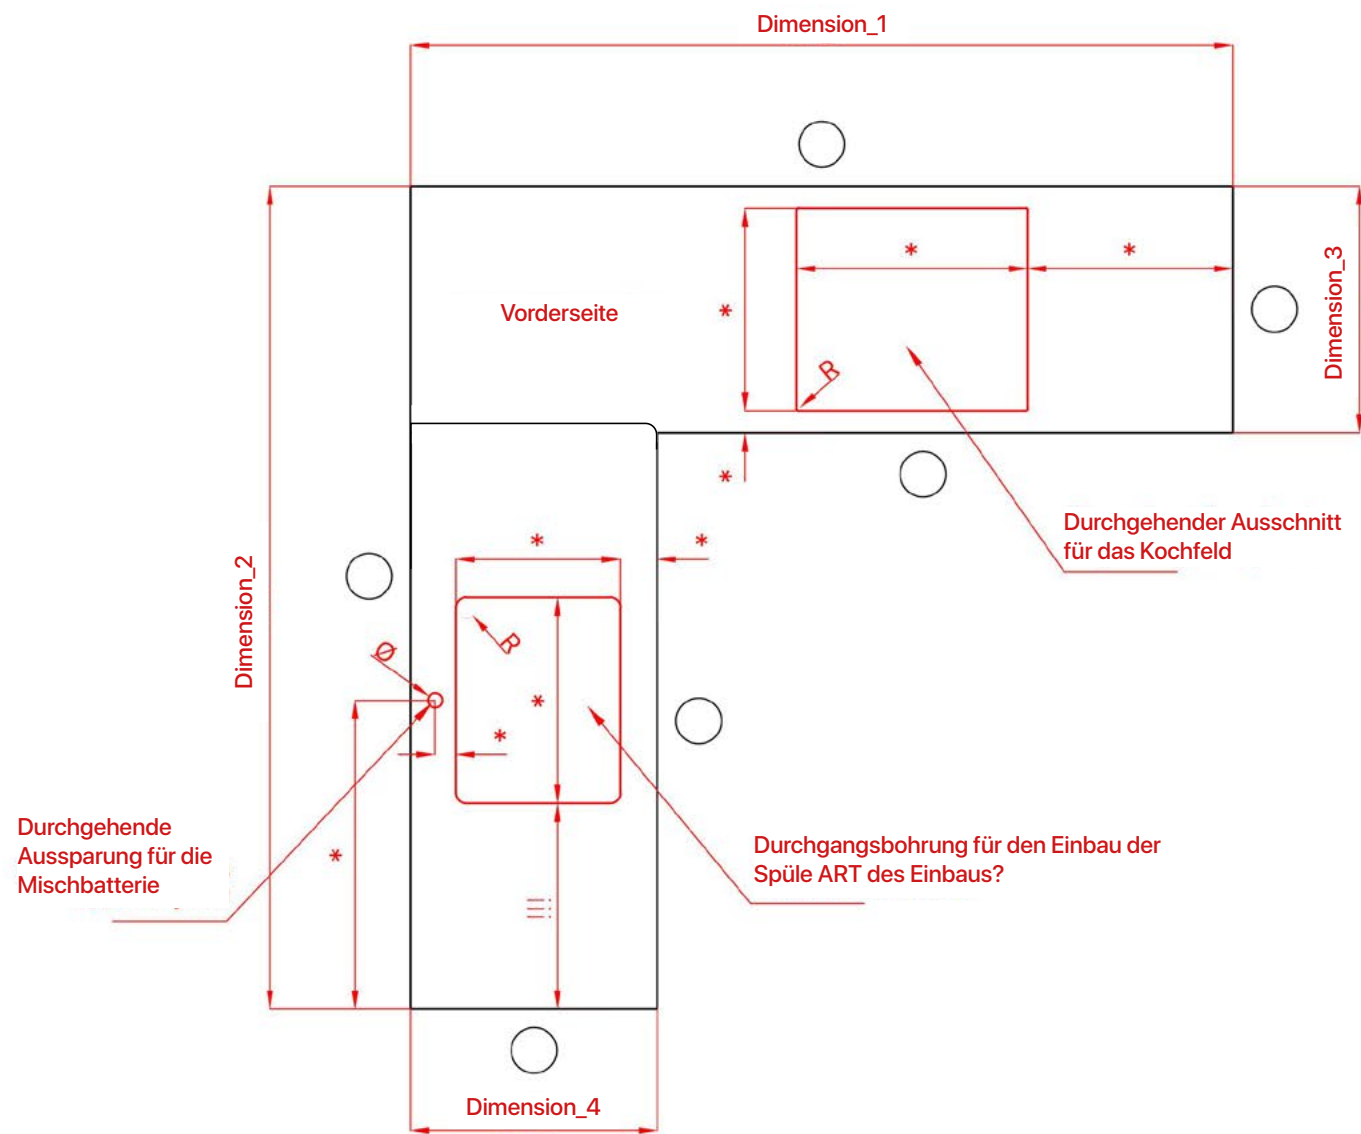 Dimension_1
Vorderseite
*
*
*
R
Dimension_3
*
Durchgehender Ausschnitt
für das Kochfeld
*
*
Dimension_2
R
Ø
*
*
Durchgehende
Aussparung für die
Mischbatterie
*
Durchgangsbohrung für den Einbau der
Spüle ART des Einbaus?
Dimension_4